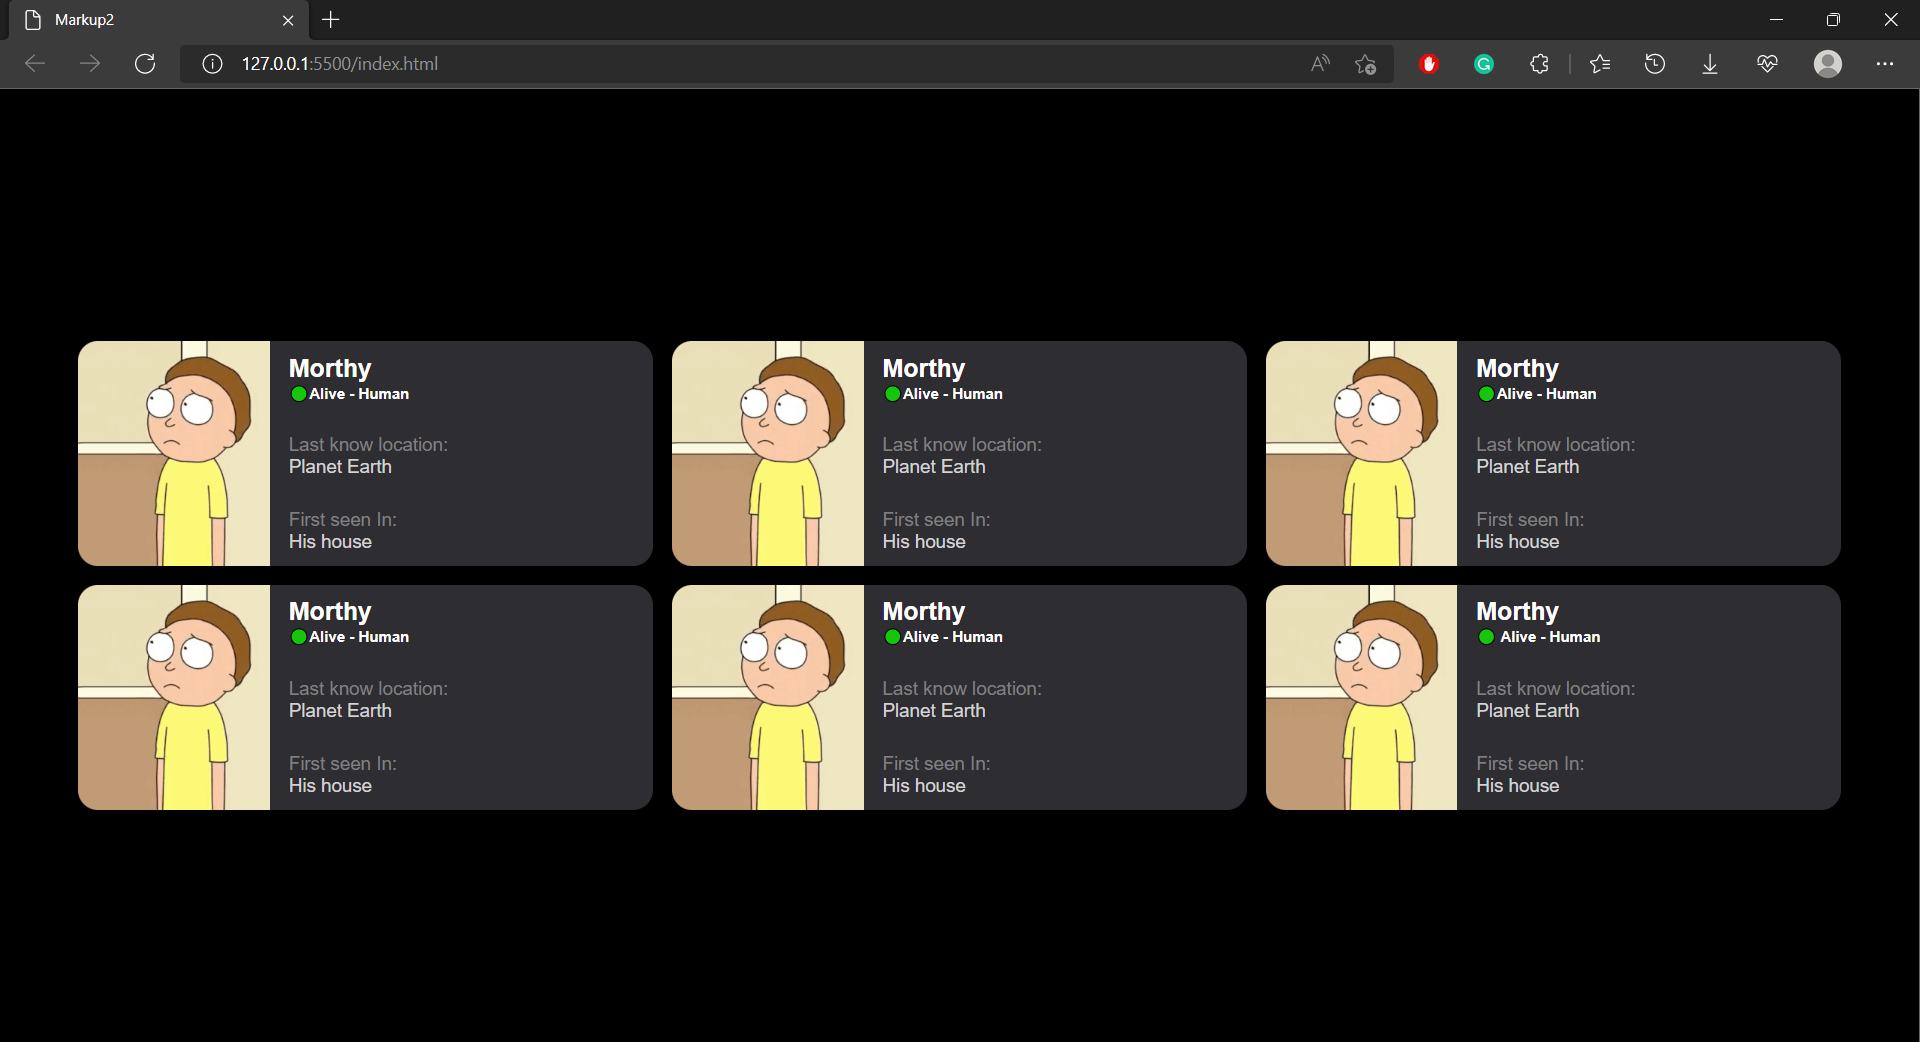 Markup2
127.0.0.1:5500/index.html
Morthy
Alive - Human
Last know location:
Planet Earth
First seen In:
His house
Morthy
Alive - Human
Last know location:
Planet Earth
First seen In:
His house
Morthy
Alive - Human
Last know location:
Planet Earth
First seen In:
His house
Morthy
Alive - Human
Last know location:
Planet Earth
First seen In:
His house
Morthy
Alive - Human
Last know location:
Planet Earth
First seen In:
His house
Morthy
Alive - Human
Last know location:
Planet Earth
First seen In:
His house